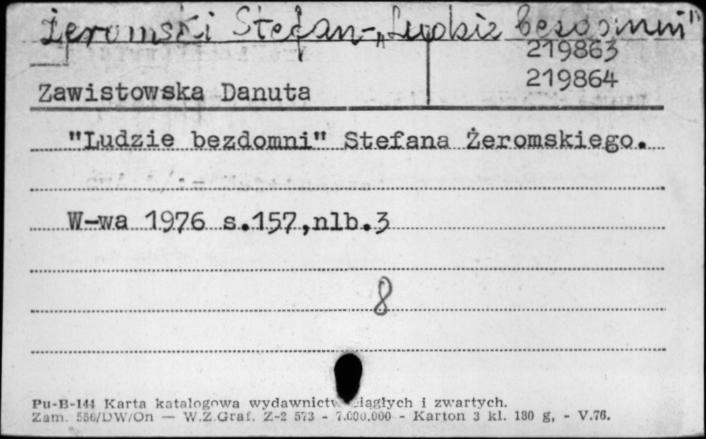 Żeromski Stefan - „Ludzie bezdomni"
219863
219864
Zawistowska Danuta
"Ludzie bezdomni" Stefana Żeromskiego.
W-wa 1976 s.157,nlb.3
8
Pu-B-144 Karta katalogowa wydawnictw ciągłych i zwartych.
Zam. 556/DW/On — W.Z.Graf. Z-2 573 - 7.000.000 - Karton 3 kl. 180 g, - V.76.